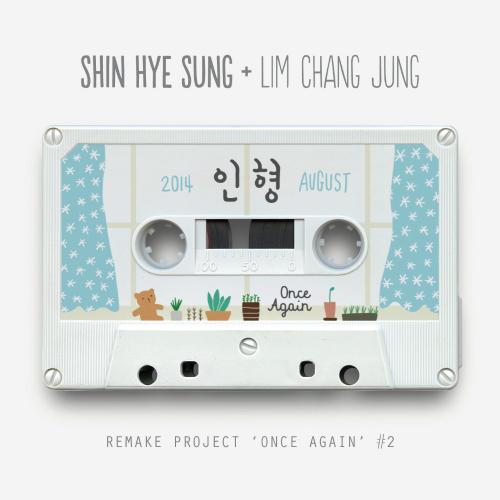 SHIN HYE SUNG + LIM CHANG JUNG
2014 인형 AUGUST
100 50 0
Once
Again
REMAKE PROJECT 'ONCE AGAIN' #2